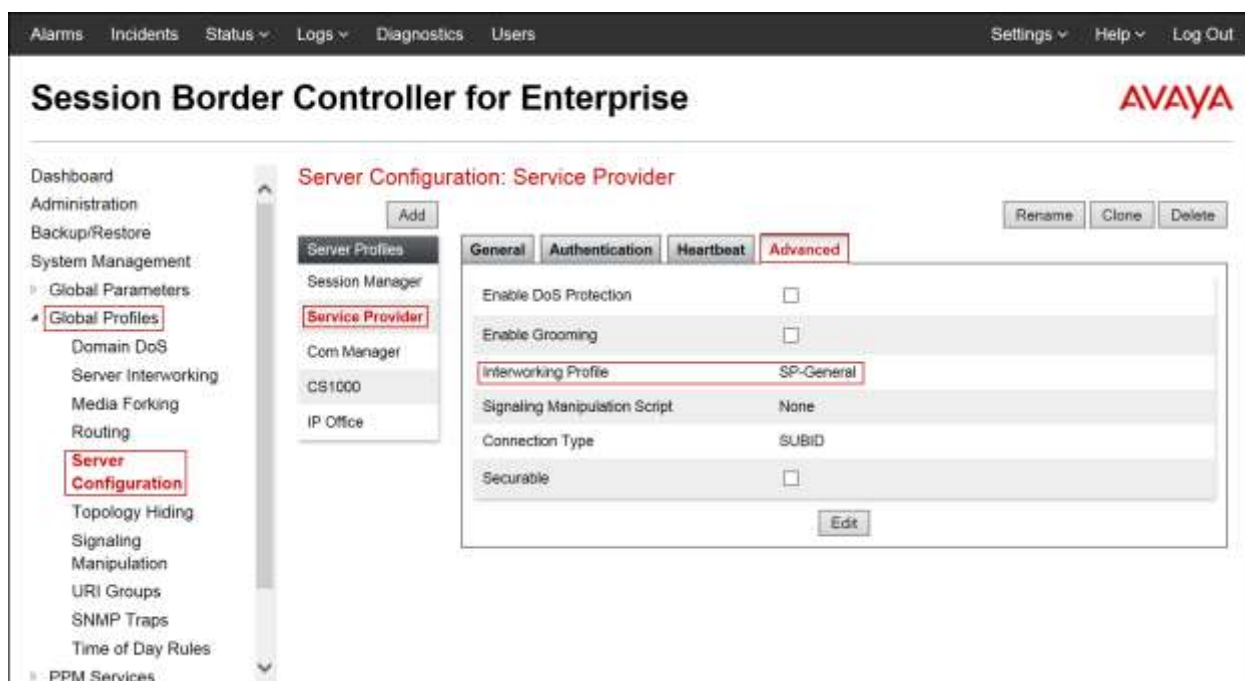 Alarms Incidents Status Logs Diagnostics Users Settings Help Log Out
Session Border Controller for Enterprise
AVAYA
Dashboard
Administration
Backup/Restore
System Management
Global Parameters
Global Profiles
Domain DoS
Server Interworking
Media Forking
Routing
Server
Configuration
Topology Hiding
Signaling
Manipulation
URI Groups
SNMP Traps
Time of Day Rules
PPM Services
Server Configuration: Service Provider
Add
Rename Clone Delete
Server Profiles
Session Manager
Service Provider
Com Manager
CS1000
IP Office
General Authentication Heartbeat Advanced
Enable DoS Protection
Enable Grooming
Interworking Profile SP-General
Signaling Manipulation Script None
Connection Type SUBID
Securable
Edit